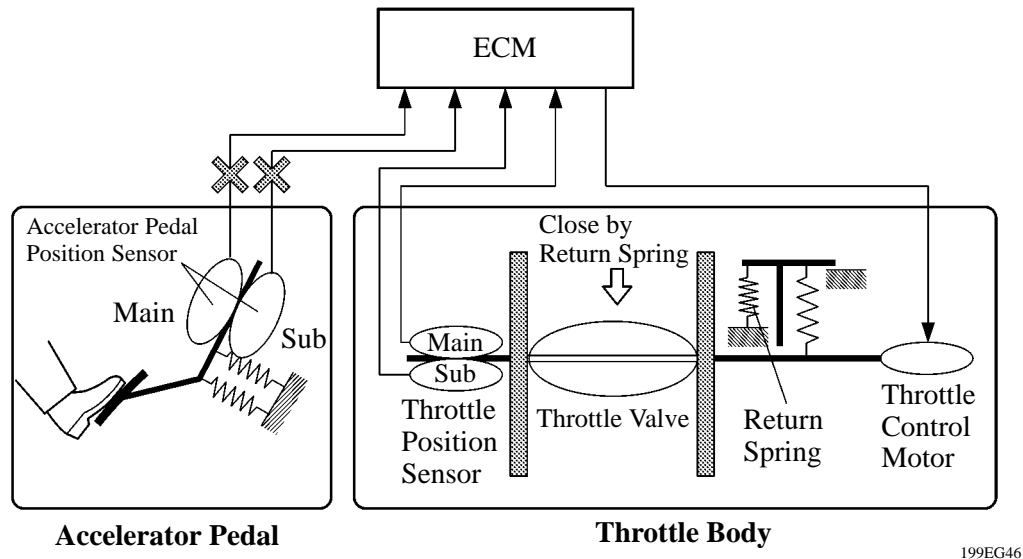 ECM
Accelerator Pedal
Position Sensor
Main
Sub
Close by
Return Spring
Main
Sub
Throttle
Position
Sensor
Throttle Valve
Return
Spring
Throttle
Control
Motor
Accelerator Pedal
Throttle Body
199EG46